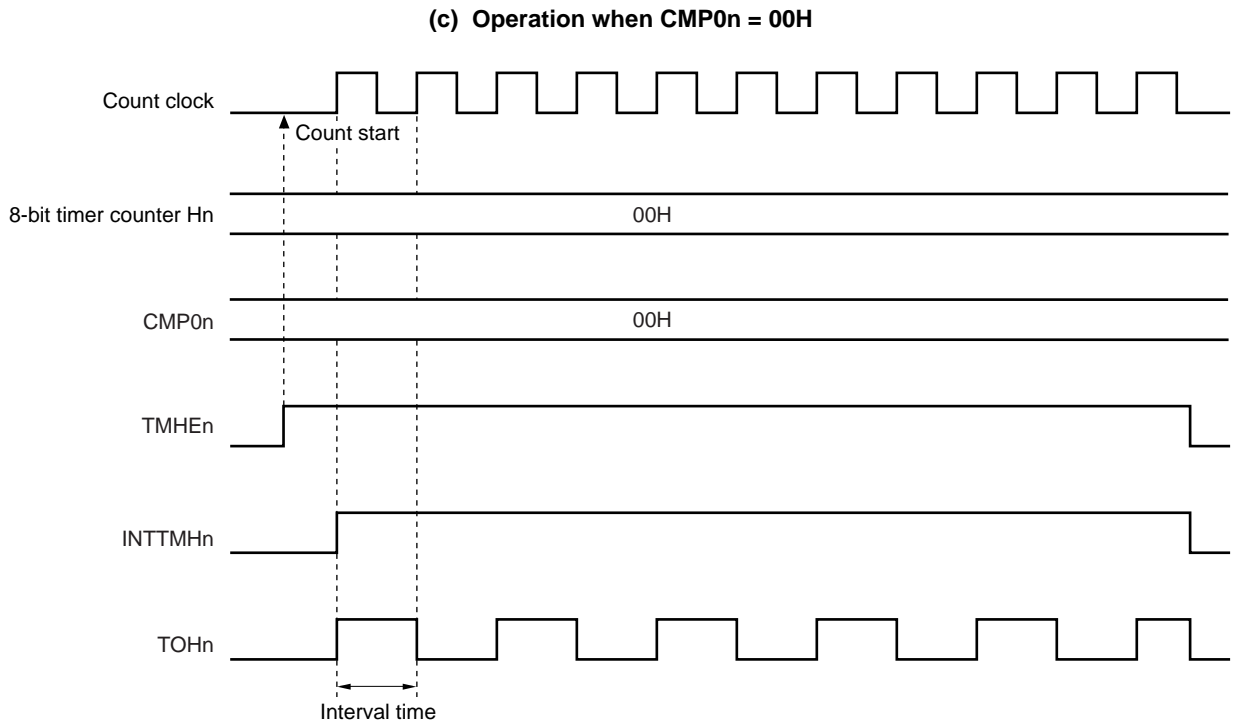 (c) Operation when CMP0n = 00H
Count clock
Count start
8-bit timer counter Hn
00H
CMP0n
00H
TMHEn
INTTMHn
TOHn
Interval time